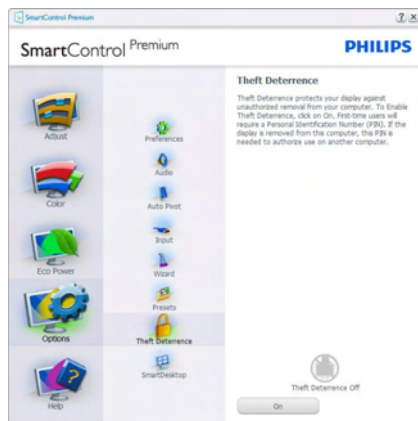 SmartControl Premium
SmartControl Premium
PHILIPS
Adjust
Color
Eco Power
Options
Help
Preferences
Audio
Auto Pivot
Input
Wizard
Presets
Theft Deterrence
SmartDesktop
Theft Deterrence
Theft Deterrence protects your display against
unauthorized removal from your computer. To Enable
Theft Deterrence, click on On. First-time users will
require a Personal Identification Number (PIN). If the
display is removed from this computer, this PIN is
needed to authorize use on another computer.
Theft Deterrence Off
On